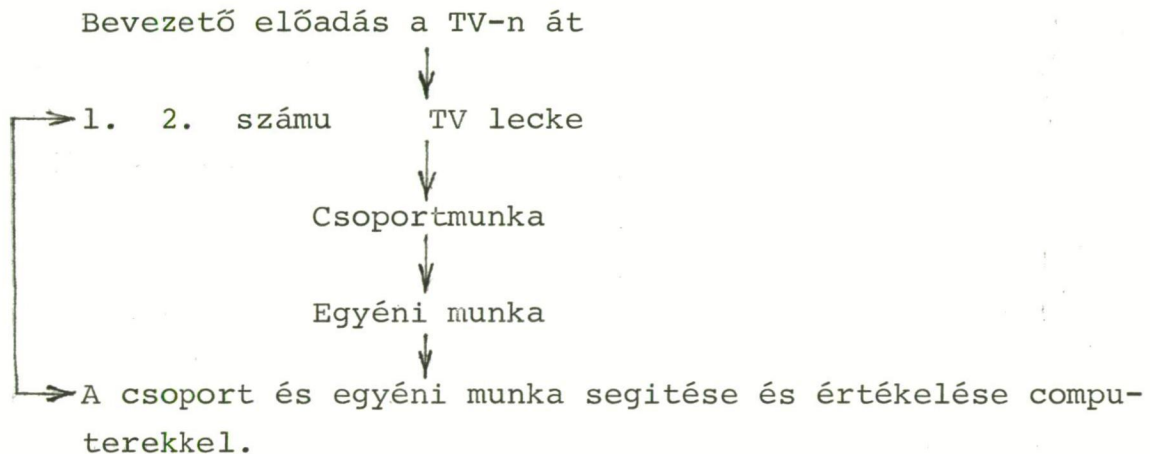 Bevezető előadás a TV-n át
1. 2. számu TV lecke
Csoportmunka
Egyéni munka
A csoport és egyéni munka segitése és értékelése compu-
terekkel.